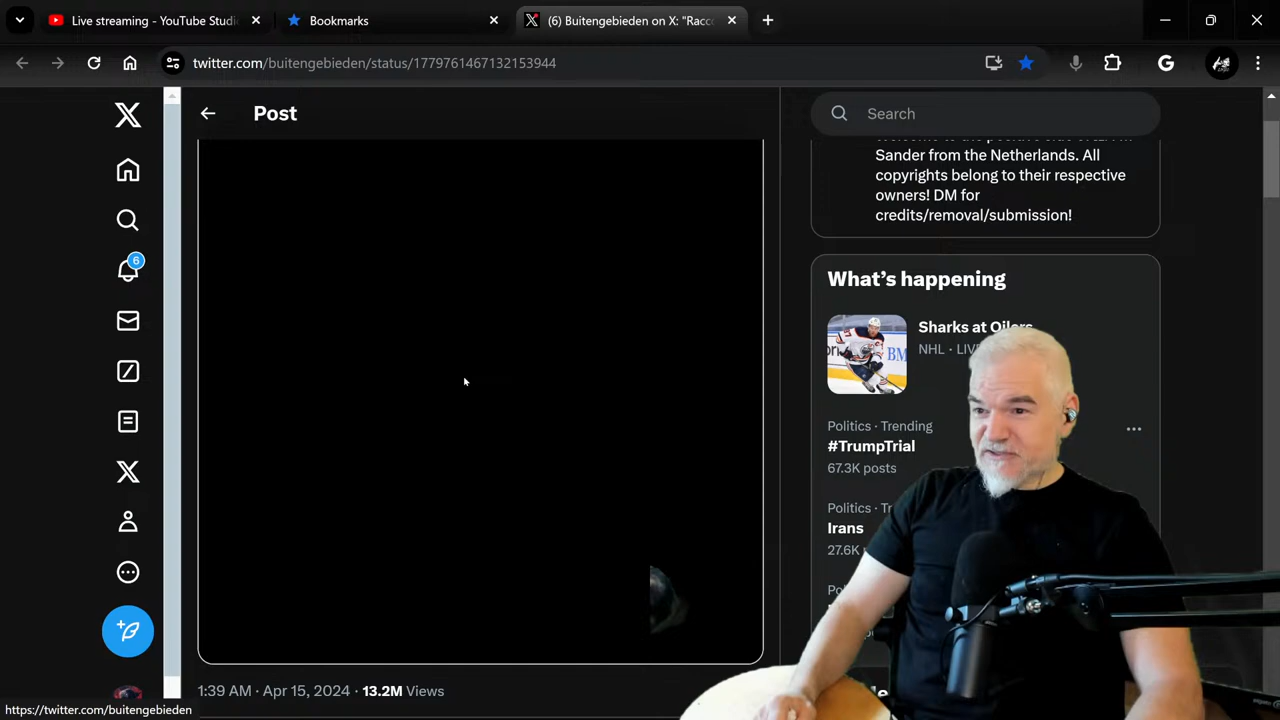 Live streaming - YouTube Studi
Bookmarks
(6) Buitengebieden on X: "Racc
twitter.com/buitengebieden/status/1779761467132153944
Post
Search
Sander from the Netherlands. All
copyrights belong to their respective
owners! DM for
credits/removal/submission!
What's happening
Sharks at Oilers
NHL · LIV
6
Politics · Trending
#TrumpTrial
67.3K posts
Politics · Tr
Irans
27.6K
1:39 AM · Apr 15, 2024 · 13.2M Views
https://twitter.com/buitengebieden